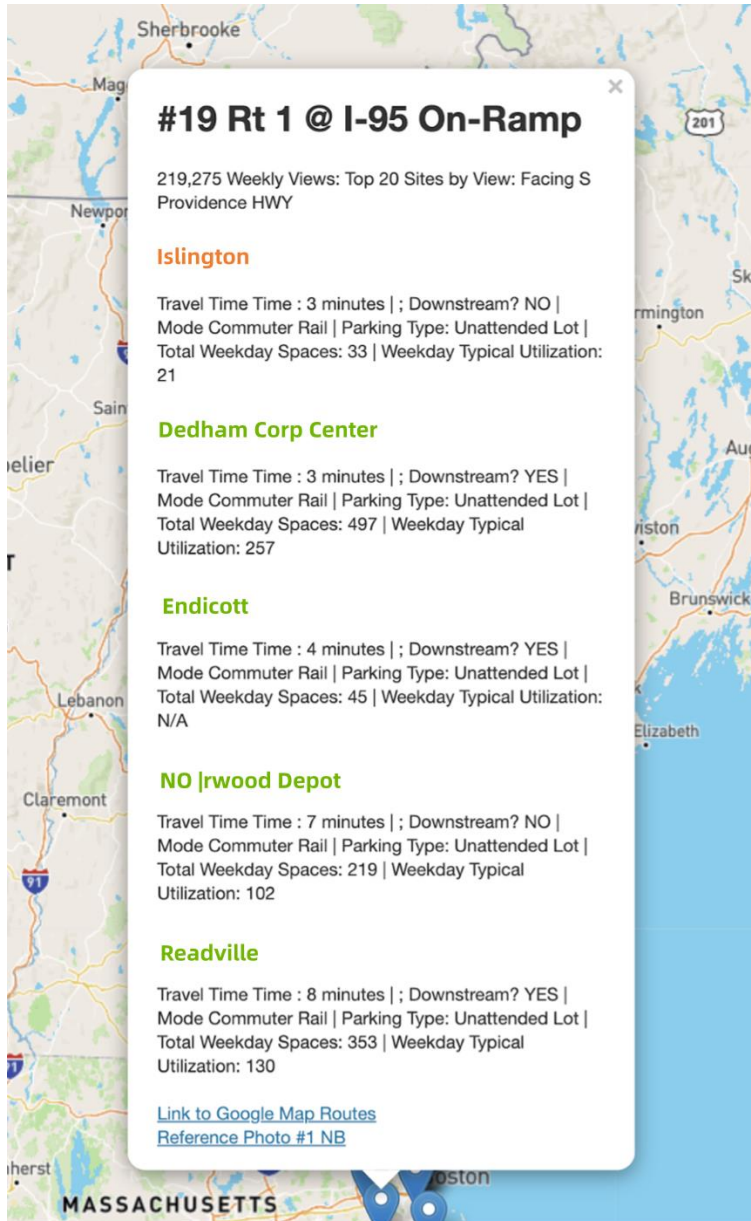 Sherbrooke
Mag
201
#19 Rt 1 @ I-95 On-Ramp
219,275 Weekly Views: Top 20 Sites by View: Facing S
Providence HWY
Newpor
Islington
Travel Time Time : 3 minutes | ; Downstream? NO |
Mode Commuter Rail | Parking Type: Unattended Lot |
Total Weekday Spaces: 33 | Weekday Typical Utilization:
21
Sk
rmington
Sain
Dedham Corp Center
Travel Time Time : 3 minutes | ; Downstream? YES |
Mode Commuter Rail | Parking Type: Unattended Lot |
Total Weekday Spaces: 497 | Weekday Typical
Utilization: 257
pelier
Au
T
viston
Endicott
Travel Time Time : 4 minutes | ; Downstream? YES |
Mode Commuter Rail | Parking Type: Unattended Lot |
Total Weekday Spaces: 45 | Weekday Typical Utilization:
N/A
Brunswick
Lebanon
k
Elizabeth
NO |rwood Depot
Travel Time Time : 7 minutes | ; Downstream? NO |
Mode Commuter Rail | Parking Type: Unattended Lot |
Total Weekday Spaces: 219 | Weekday Typical
Utilization: 102
Claremont
91
Readville
Travel Time Time : 8 minutes | ; Downstream? YES |
Mode Commuter Rail | Parking Type: Unattended Lot |
Total Weekday Spaces: 353 | Weekday Typical
Utilization: 130
Link to Google Map Routes
Reference Photo #1 NB
herst
oston
MASSACHUSETTS